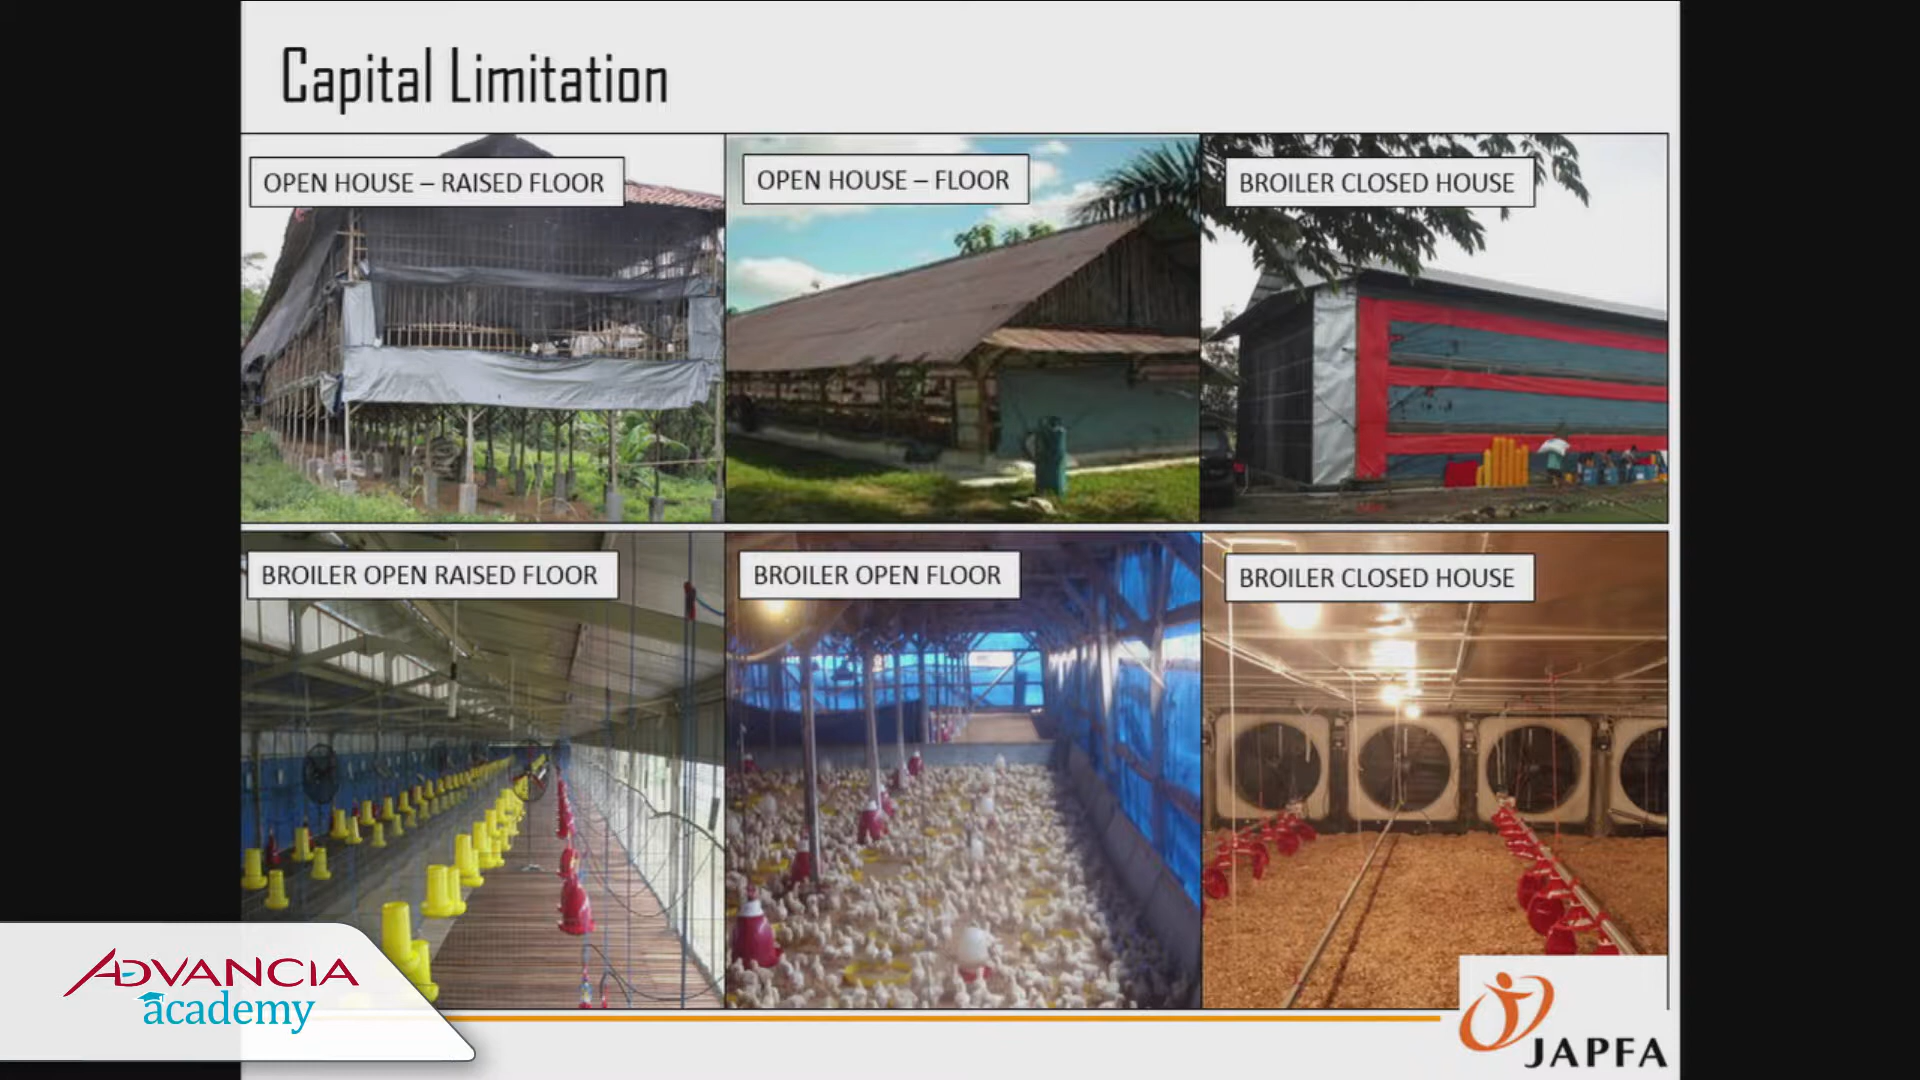 Capital Limitation
OPEN HOUSE – RAISED FLOOR
OPEN HOUSE – FLOOR
BROILER CLOSED HOUSE
BROILER OPEN RAISED FLOOR
BROILER OPEN FLOOR
BROILER CLOSED HOUSE
ADVANCIA
academy
JAPFA